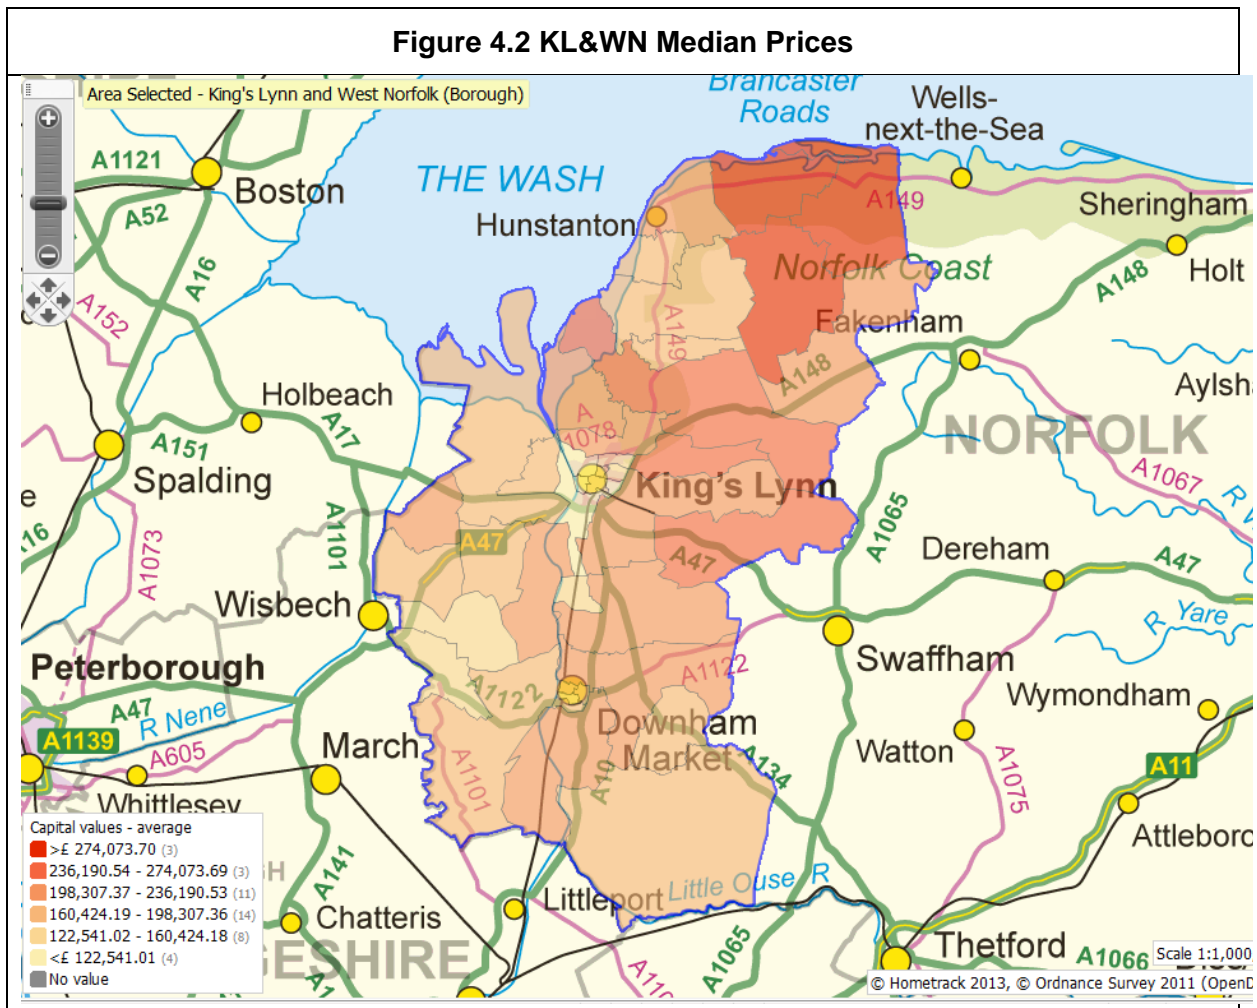 Figure 4.2 KL&WN Median Prices
Area Selected - King's Lynn and West Norfolk (Borough)
Brancaster
Roads
Wells-
next-the-Sea
A1121
Boston
THE WASH
A52
Hunstanton
A149
Sheringham
A16
Norfolk Coast
A148
Holt
A152
A149
Fakenham
A148
Aylsha
Holbeach
A17
A151
A
1078
NORFOLK
Spalding
King's Lynn
A1067
R
A16
A1073
A1101
A47
A1065
Dereham
A47
A47
Wisbech
R Yare
Peterborough
Swaffham
A1122
A1122
Wymondham
A47
R Nene
A1139
A605
March
Downham
Market
A134
Watton
A11
A1101
A10
A1075
Whittlesey
Attleboro
Capital values - average
>£ 274,073.70 (3)
236,190.54 - 274,073.69 (3)
198,307.37 - 236,190.53 (11)
160,424.19 - 198,307.36 (14)
122,541.02 - 160,424.18 (8)
<£ 122,541.01 (4)
No value
GH
A141
Chatteris
Littleport
Little Ouse R
GESHIRE
A1
A110
A1065
Thetford
A1066
Scale 1:1,000
© Hometrack 2013, © Ordnance Survey 2011 (OpenD